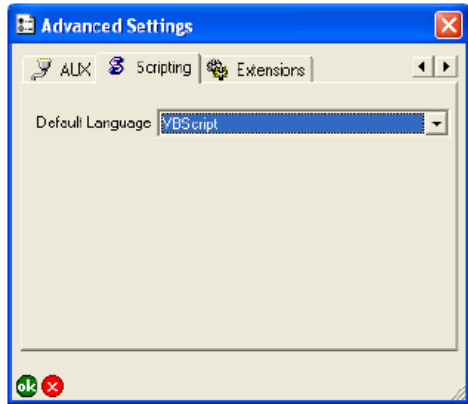 Advanced Settings
AUX Scripting Extensions
Default Language VBScript
ok